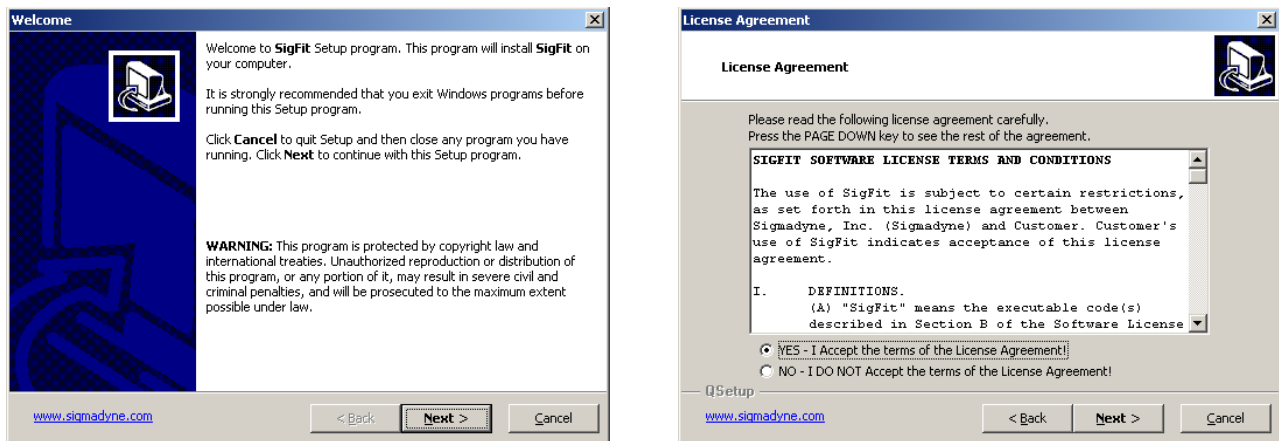 Welcome
Welcome to SigFit Setup program. This program will install SigFit on
your computer.
It is strongly recommended that you exit Windows programs before
running this Setup program.
Click Cancel to quit Setup and then close any program you have
running. Click Next to continue with this Setup program.
WARNING: This program is protected by copyright law and
international treaties. Unauthorized reproduction or distribution of
this program, or any portion of it, may result in severe civil and
criminal penalties, and will be prosecuted to the maximum extent
possible under law.
www.sigmadyne.com
< Back
Next >
Cancel
License Agreement
License Agreement
Please read the following license agreement carefully.
Press the PAGE DOWN key to see the rest of the agreement.
SIGFIT SOFTWARE LICENSE TERMS AND CONDITIONS
The use of SigFit is subject to certain restrictions,
as set forth in this license agreement between
Sigmadyne, Inc. (Sigmadyne) and Customer. Customer's
use of SigFit indicates acceptance of this license
agreement.
I. DEFINITIONS.
(A) "SigFit" means the executable code(s)
described in Section B of the Software License
YES - I Accept the terms of the License Agreement!
NO - I DO NOT Accept the terms of the License Agreement!
QSetup
www.sigmadyne.com
< Back
Next >
Cancel